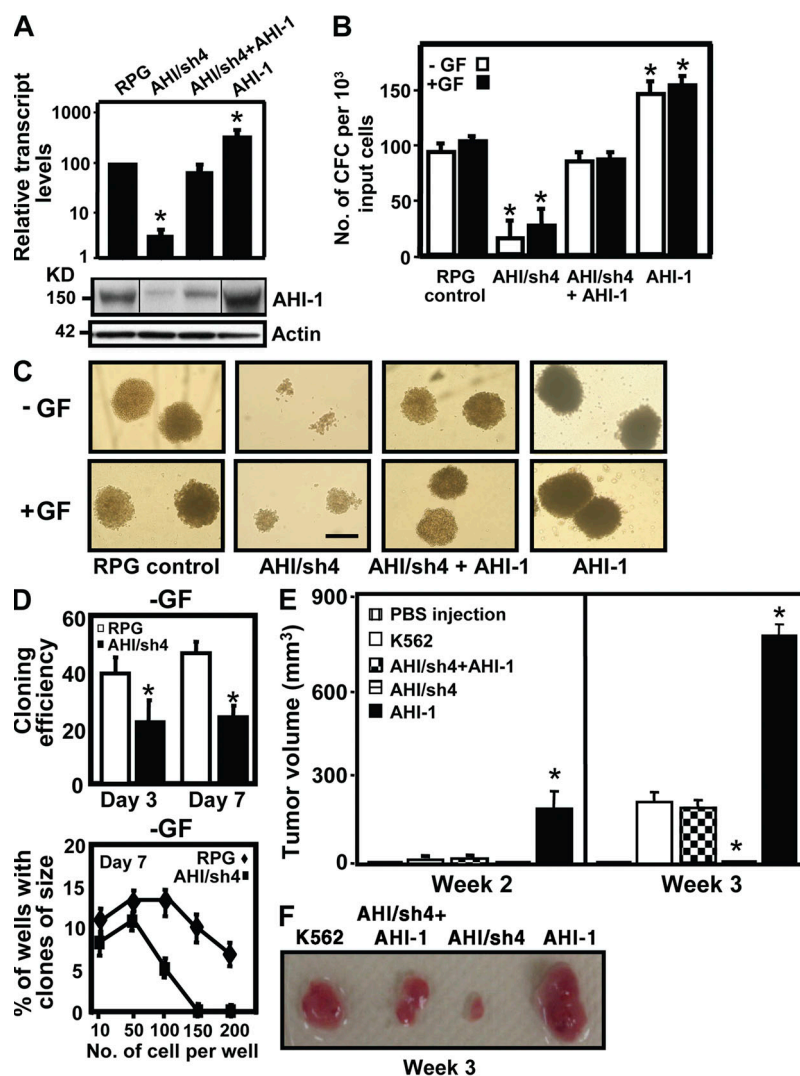 A
RPG
AHI/sh4
AHI/sh4+AHI-1
AHI-1
Relative transcript
levels
1000
100
10
1
*
*
KD
150
AHI-1
42
Actin
B
No. of CFC per 10³
input cells
- GF
+GF
150
100
50
0
* *
* *
RPG
control
AHI/sh4
AHI/sh4
+ AHI-1
AHI-1
C
- GF
+GF
RPG control
AHI/sh4
AHI/sh4 + AHI-1
AHI-1
D
-GF
Cloning
efficiency
60
40
20
0
RPG
AHI/sh4
*
*
Day 3
Day 7
-GF
% of wells with
clones of size
20
15
10
5
0
Day 7
RPG
AHI/sh4
10 50 100 150 200
No. of cell per well
E
Tumor volume (mm³)
900
600
300
0
PBS injection
K562
AHI/sh4+AHI-1
AHI/sh4
AHI-1
*
*
*
Week 2
Week 3
F
K562
AHI/sh4+
AHI-1
AHI/sh4
AHI-1
Week 3